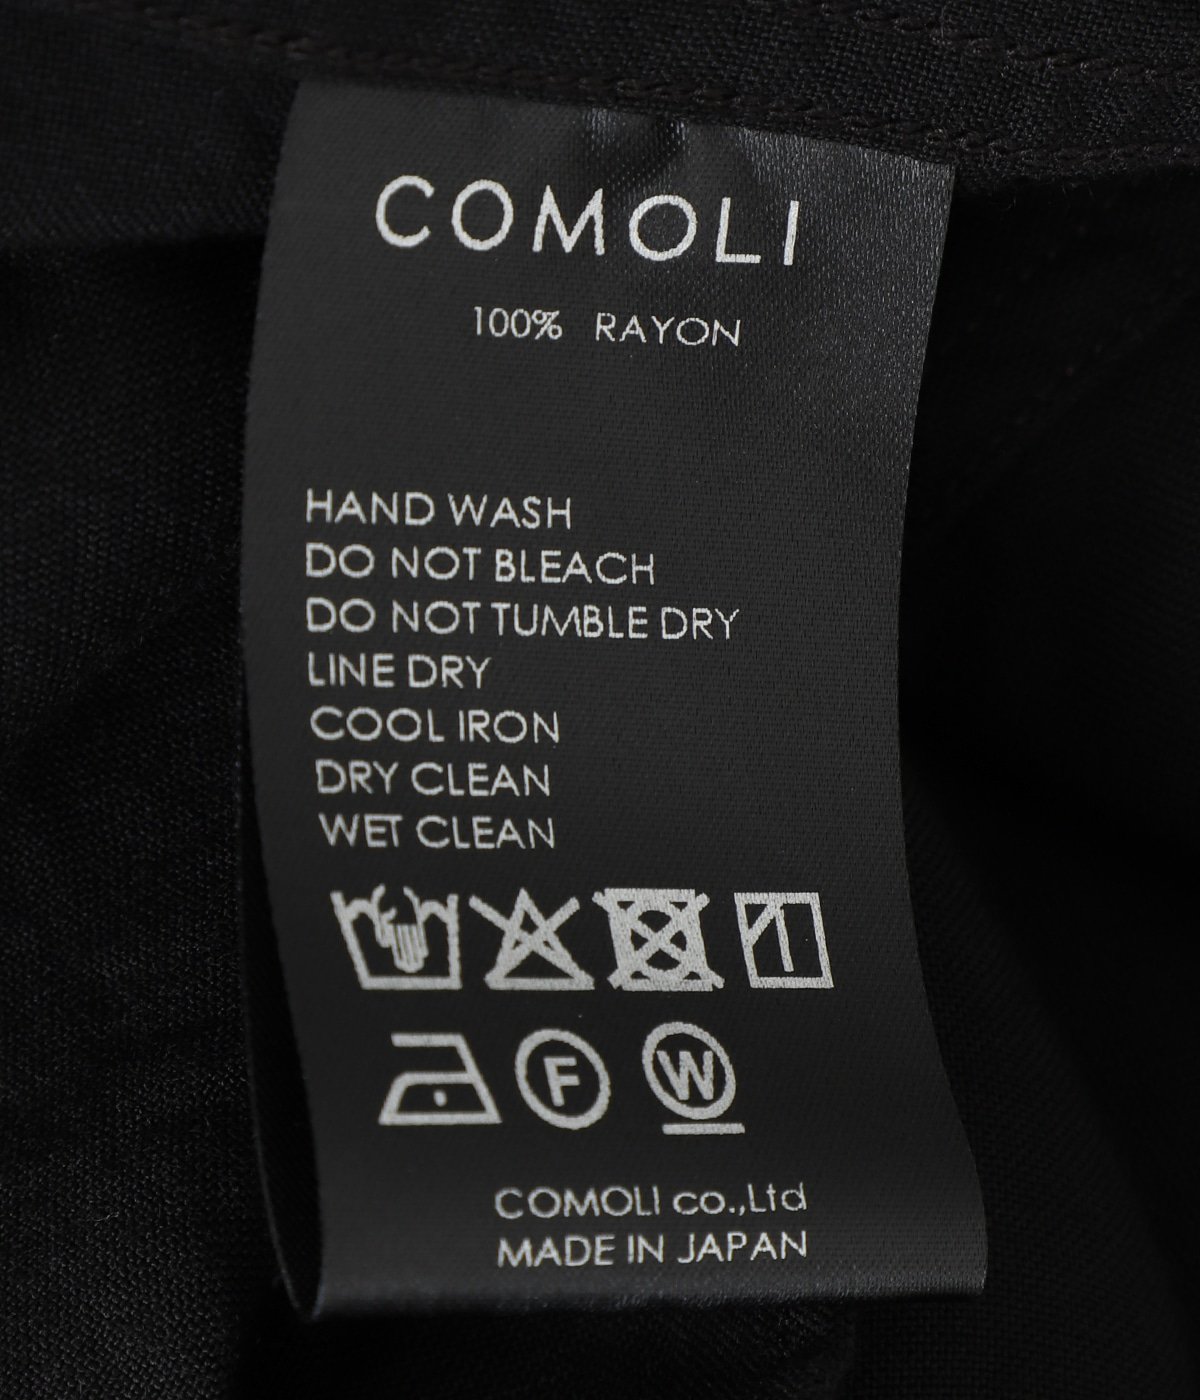 COMOLI
100% RAYON
HAND WASH
DO NOT BLEACH
DO NOT TUMBLE DRY
LINE DRY
COOL IRON
DRY CLEAN
WET CLEAN
F W
COMOLI co.,Ltd
MADE IN JAPAN